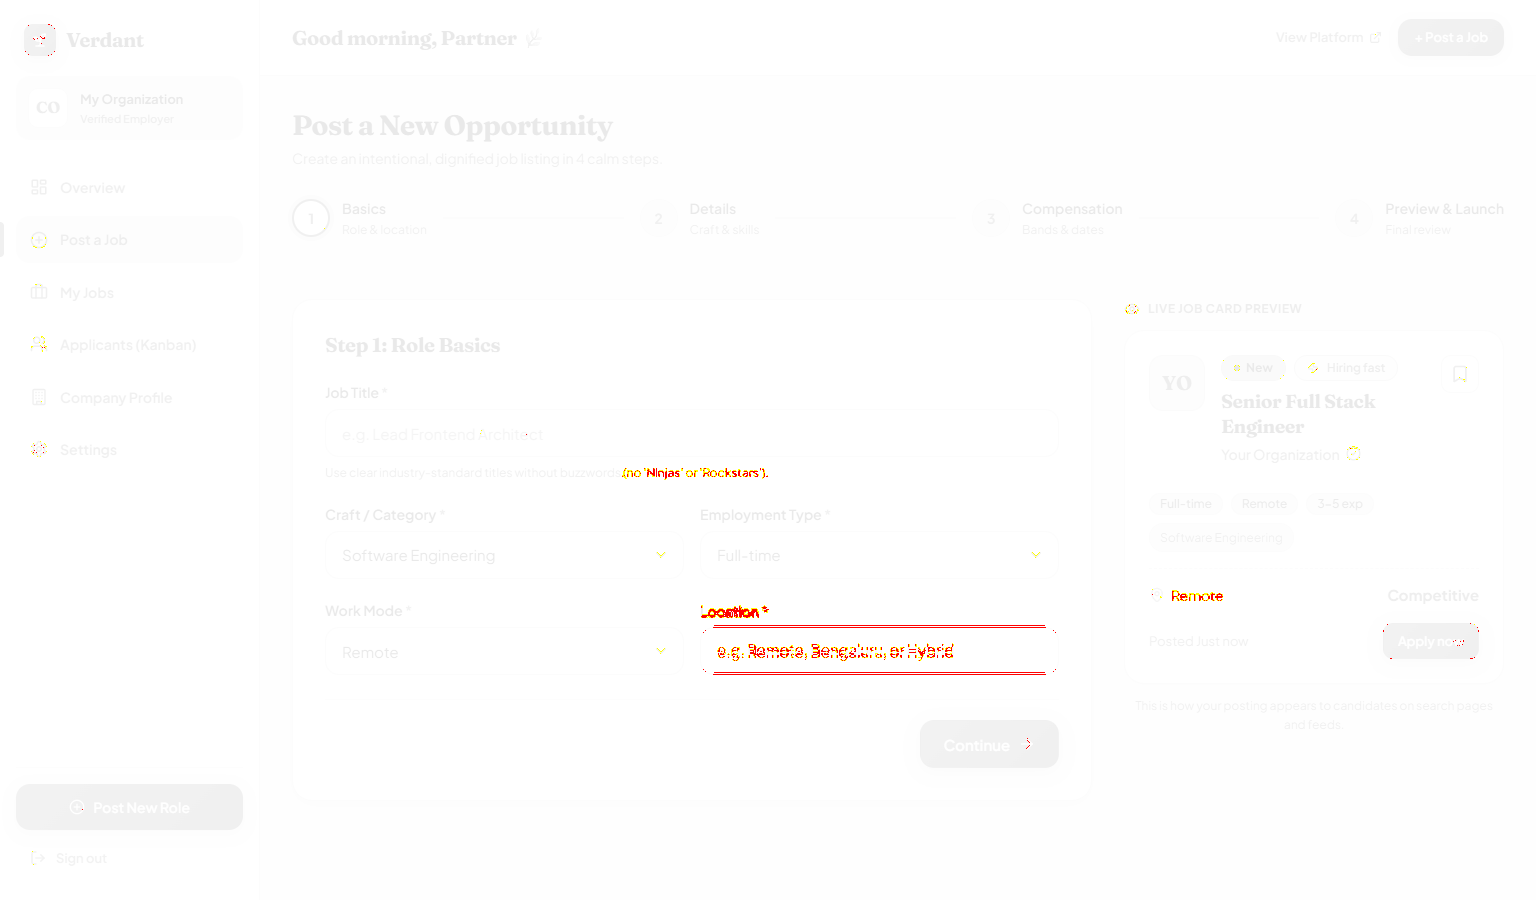 Verdant
Good morning, Partner
View Platform
+ Post a Job
CO
My Organization
Verified Employer
Overview
Post a Job
My Jobs
Applicants (Kanban)
Company Profile
Settings
Post New Role
Sign out
Post a New Opportunity
Create an intentional, dignified job listing in 4 calm steps.
1
Basics
Role & location
2
Details
Craft & skills
3
Compensation
Bands & dates
4
Preview & Launch
Final review
Step 1: Role Basics
Job Title *
e.g. Lead Frontend Architect
Use clear industry-standard titles without buzzwords (no 'Ninjas' or 'Rockstars').
Craft / Category *
Software Engineering
Employment Type *
Full-time
Work Mode *
Remote
Location *
e.g. Remote, Bengaluru, or Hybrid
Continue
LIVE JOB CARD PREVIEW
YO
New
Hiring fast
Senior Full Stack
Engineer
Your Organization
Full-time
Remote
3–5 exp
Software Engineering
Remote
Competitive
Posted Just now
Apply now
This is how your posting appears to candidates on search pages
and feeds.